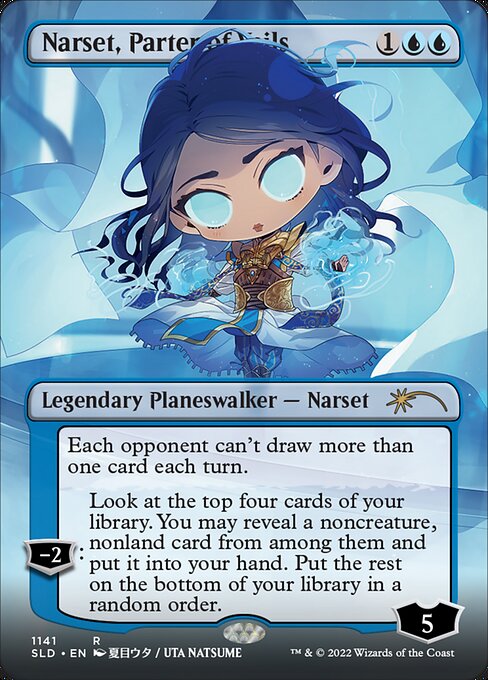 Narset, Parter of Veils 1
Legendary Planeswalker — Narset
Each opponent can't draw more than
one card each turn.
Look at the top four cards of your
library. You may reveal a noncreature,
nonland card from among them and
−2 : put it into your hand. Put the rest
on the bottom of your library in a
random order.
5
1141 R
SLD • EN 夏目ウタ / UTA NATSUME ™ & © 2022 Wizards of the Coast